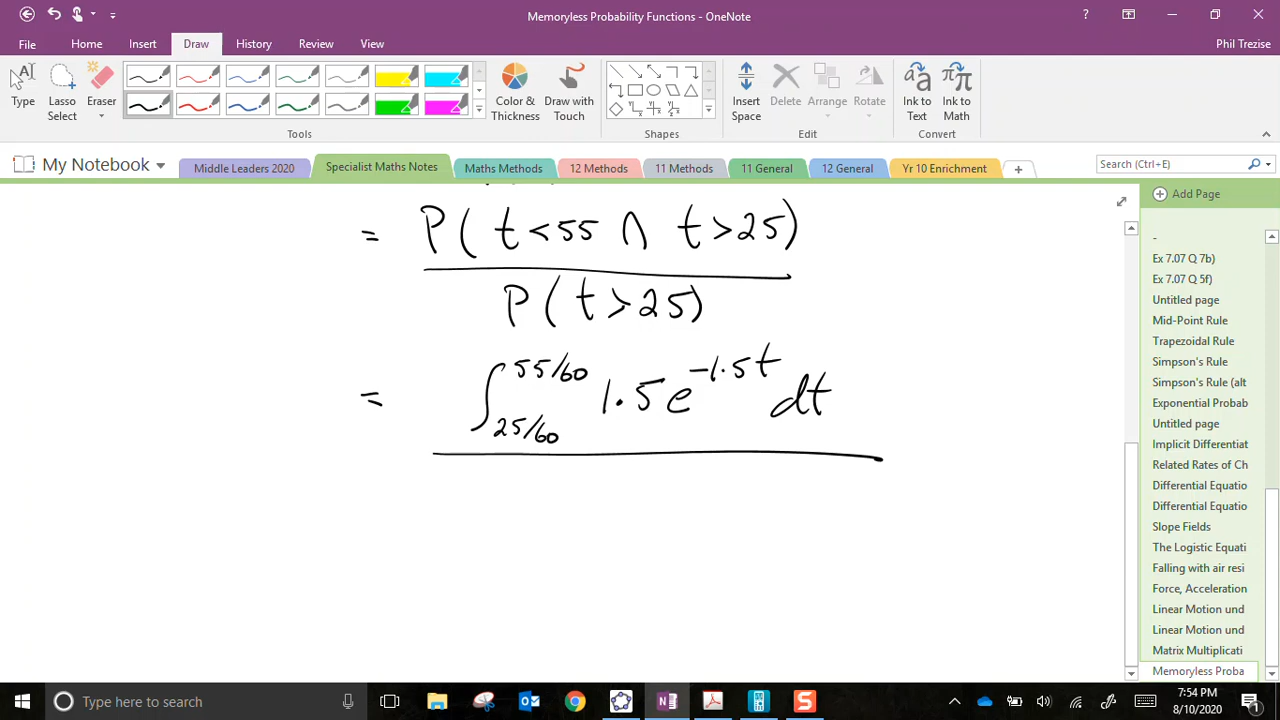 Memoryless Probability Functions - OneNote
?
File
Home
Insert
Draw
History
Review
View
Phil Trezise
Type
Lasso Select
Eraser
Color & Thickness
Draw with Touch
Insert Space
Delete
Arrange
Rotate
Ink to Text
Ink to Math
Tools
Shapes
Edit
Convert
My Notebook
Middle Leaders 2020
Specialist Maths Notes
Maths Methods
12 Methods
11 Methods
11 General
12 General
Yr 10 Enrichment
+
Search (Ctrl+E)
Add Page
-
Ex 7.07 Q 7b)
Ex 7.07 Q 5f)
Untitled page
Mid-Point Rule
Trapezoidal Rule
Simpson's Rule
Simpson's Rule (alt
Exponential Probab
Untitled page
Implicit Differentiat
Related Rates of Ch
Differential Equatio
Differential Equatio
Slope Fields
The Logistic Equati
Falling with air resi
Force, Acceleration
Linear Motion und
Linear Motion und
Matrix Multiplicati
Memoryless Proba
= P( t < 55 ∩ t > 25)
P( t > 25)
= ∫ 55/60 25/60 1.5 e^-1.5t dt
Type here to search
7:54 PM
8/10/2020
1